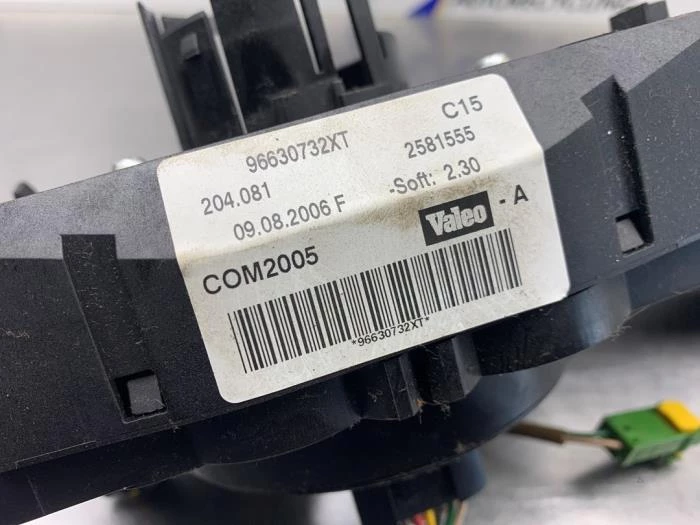 96630732XT C15
204.081 2581555
09.08.2006 F -Soft: 2.30
COM2005 Valeo - A
*96630732XT*